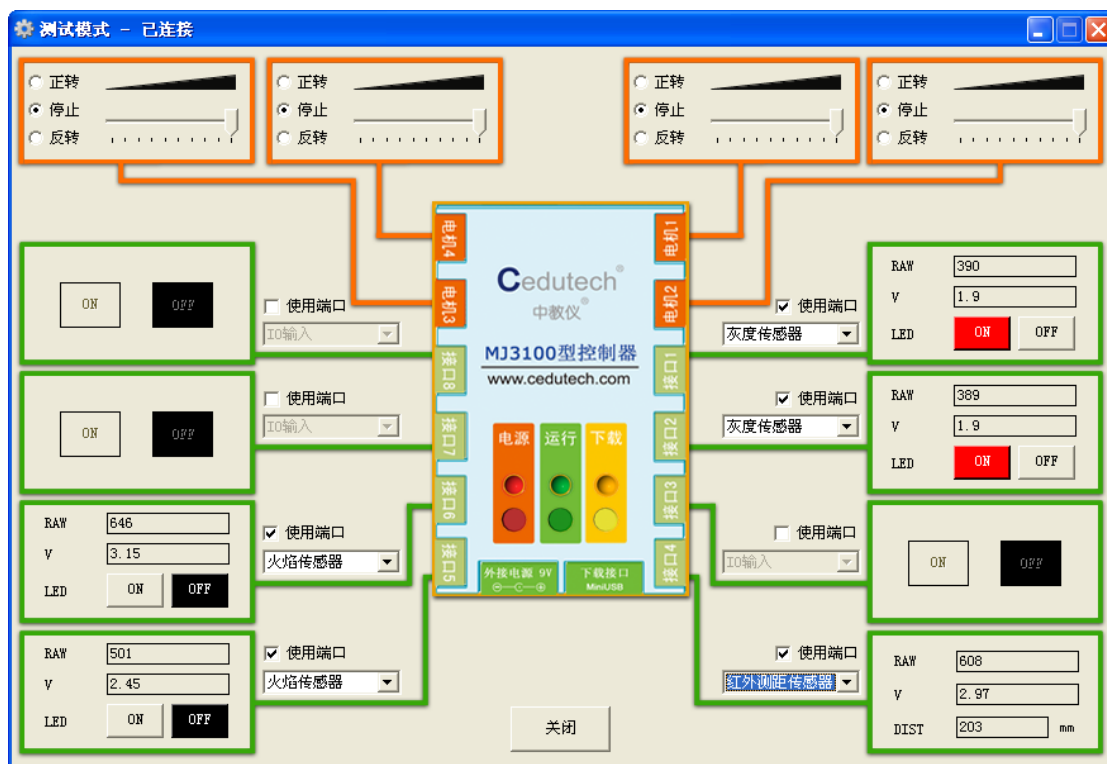 测试模式 - 已连接
正转
停止
反转
正转
停止
反转
正转
停止
反转
正转
停止
反转
电机4
电机3
接口8
接口7
接口6
接口5
电机1
电机2
接口1
接口2
接口3
接口4
Cedutech®
中教仪®
MJ3100型控制器
www.cedutech.com
电源 运行 下载
外接电源 9V
下载接口
MiniUSB
ON OFF
使用端口
IO输入
ON OFF
使用端口
IO输入
RAW 646
V 3.15
LED ON OFF
使用端口
火焰传感器
RAW 501
V 2.45
LED ON OFF
使用端口
火焰传感器
使用端口
灰度传感器
RAW 390
V 1.9
LED ON OFF
使用端口
灰度传感器
RAW 389
V 1.9
LED ON OFF
使用端口
IO输入
ON OFF
使用端口
红外测距传感器
RAW 608
V 2.97
DIST 203 mm
关闭